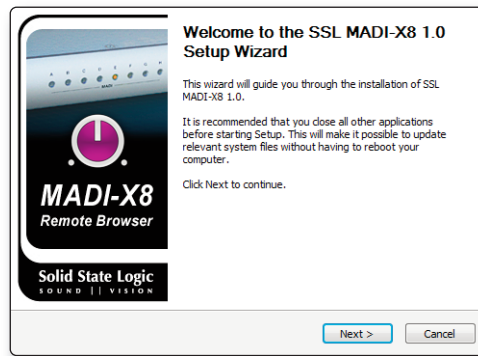 A B C D E F G H
MADI
MADI-X8
Remote Browser
Solid State Logic
SOUND || VISION
Welcome to the SSL MADI-X8 1.0
Setup Wizard
This wizard will guide you through the installation of SSL
MADI-X8 1.0.
It is recommended that you close all other applications
before starting Setup. This will make it possible to update
relevant system files without having to reboot your
computer.
Click Next to continue.
Next >
Cancel